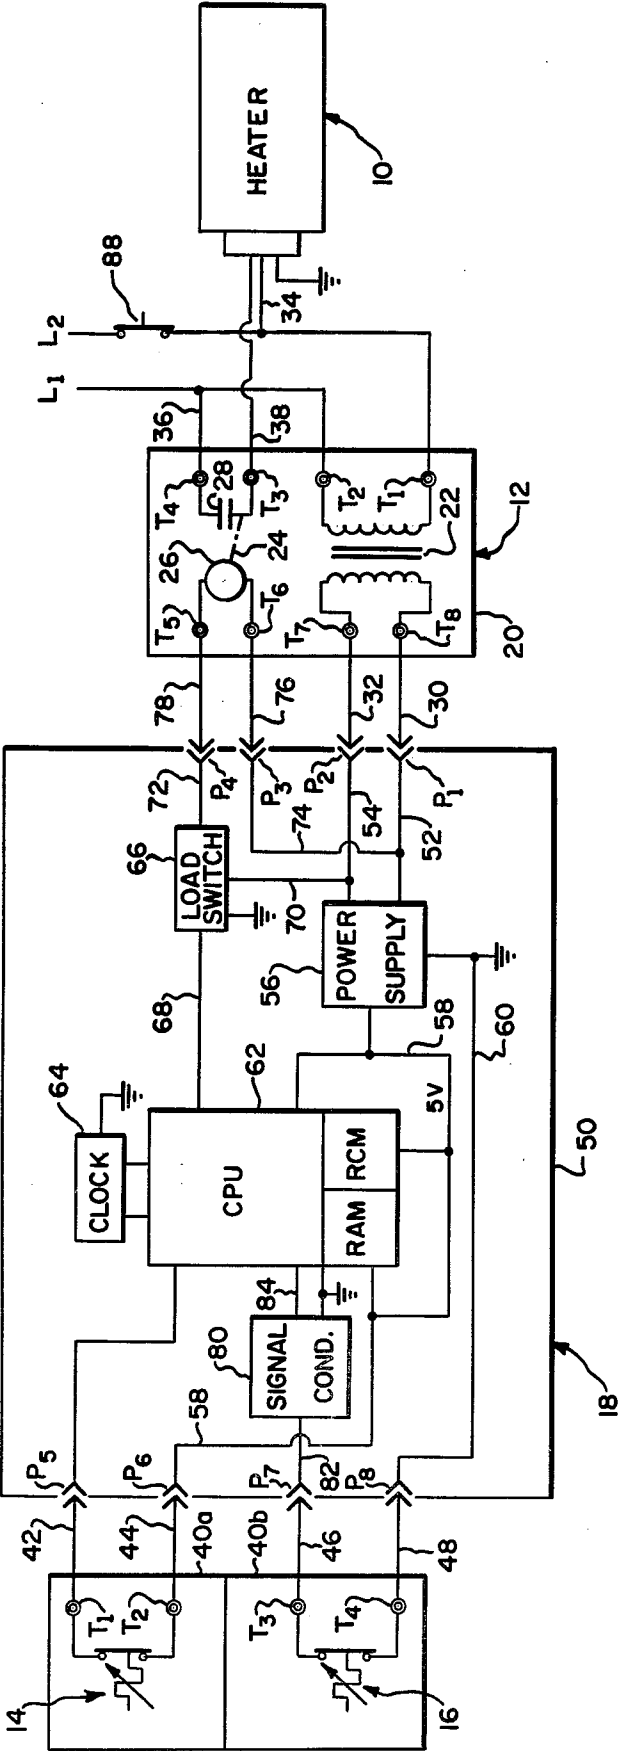 HEATER
10
88
L2
34
L1
36
38
T4
28
T3
T2
T1
26
24
22
12
T5
T6
T7
T8
20
78
76
32
30
P4
P3
P2
P1
72
74
54
52
66
LOAD
SWITCH
70
56
POWER
SUPPLY
68
58
60
64
CLOCK
62
CPU
RAM
RCM
5V
50
84
80
SIGNAL
COND.
18
58
P5
P6
P7
82
P8
42
44
40a
40b
46
48
T1
T2
T3
T4
14
16